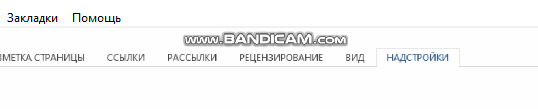 Закладки Помощь
www.BANDICAM.com
ЗМЕТКА СТРАНИЦЫ ССЫЛКИ РАССЫЛКИ РЕЦЕНЗИРОВАНИЕ ВИД НАДСТРОЙКИ